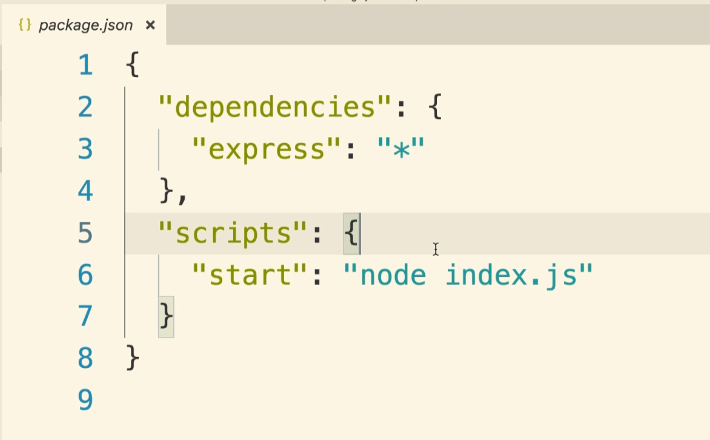 {} package.json ×
1 {
2 "dependencies": {
3 "express": "*"
4 },
5 "scripts": {
6 "start": "node index.js"
7 }
8 }
9